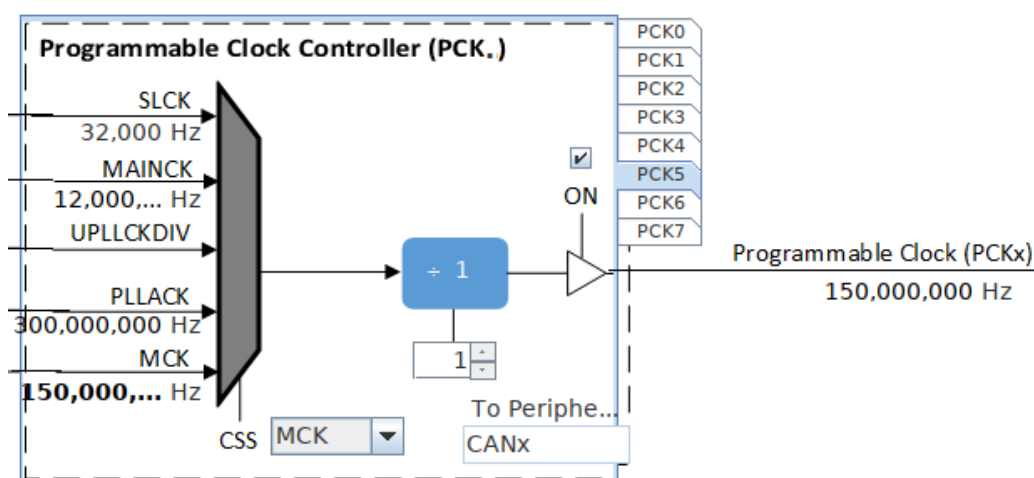 Programmable Clock Controller (PCK. )
PCK0
PCK1
PCK2
PCK3
PCK4
PCK5
PCK6
PCK7
SLCK
32,000 Hz
MAINCK
12,000,... Hz
UPLLCKDIV
PLLACK
300,000,000 Hz
MCK
150,000,... Hz
CSS
MCK
÷ 1
1
ON
To Periphe...
CANx
Programmable Clock (PCKx)
150,000,000 Hz